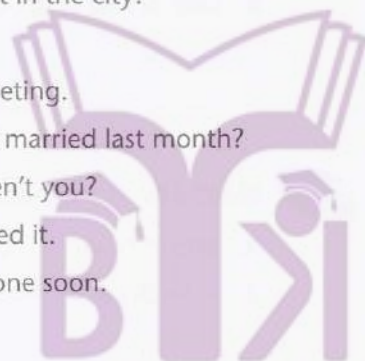 in the city?
eting.
married last month?
en't you?
ed it.
one soon.
B